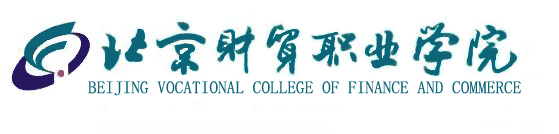 北京财贸职业学院
BEIJING VOCATIONAL COLLEGE OF FINANCE AND COMMERCE